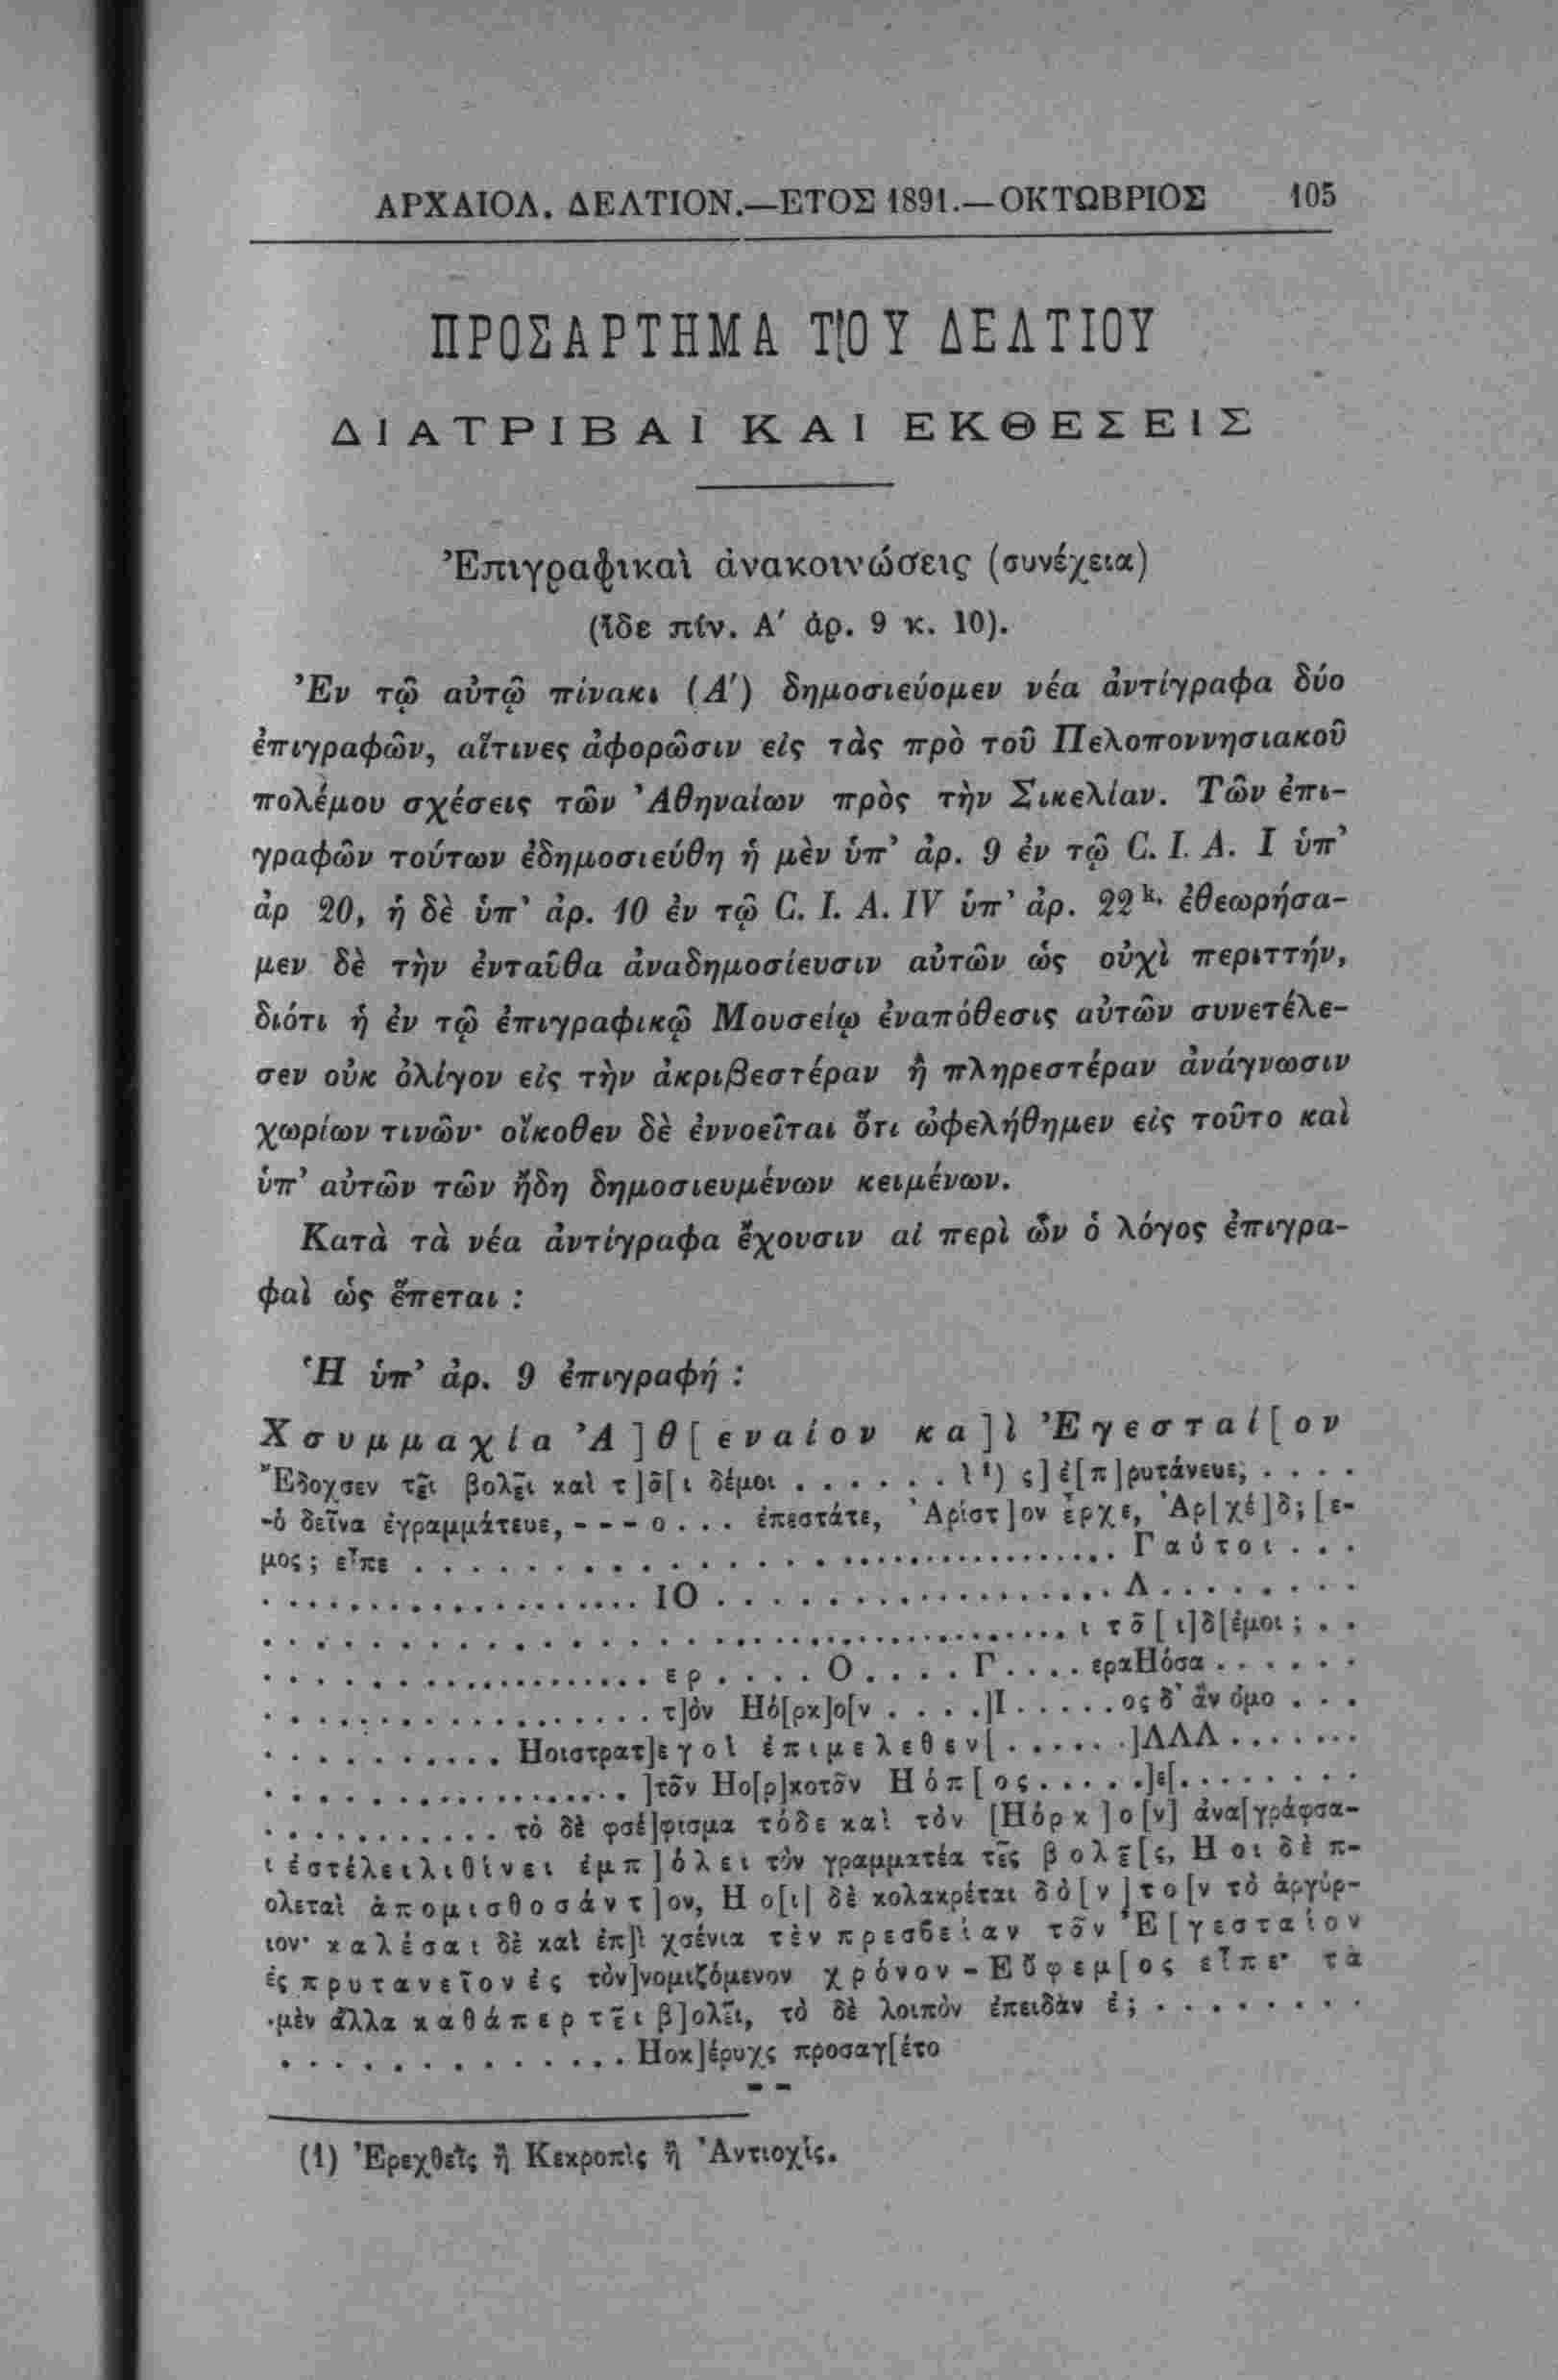 ΑΡΧΑΙΟΛ. ΔΕΛΤΙΟΝ.—ΕΤΟΣ 1891.—ΟΚΤΩΒΡΙΟΣ 105
ΠΡΟΣΑΡΤΗΜΑ ΤΟΥ ΔΕΛΤΙΟΥ
ΔΙΑΤΡΙΒΑΙ ΚΑΙ ΕΚΘΕΣΕΙΣ
Ἐπιγραφικαὶ ἀνακοινώσεις (συνέχεια)
(ἴδε πίν. Α' ἀρ. 9 κ. 10).
Ἐν τῷ αὐτῷ πίνακι (Α') δημοσιεύομεν νέα ἀντίγραφα δύο
ἐπιγραφῶν, αἵτινες ἀφορῶσιν εἰς τὰς πρὸ τοῦ Πελοποννησιακοῦ
πολέμου σχέσεις τῶν Ἀθηναίων πρὸς τὴν Σικελίαν. Τῶν ἐπι-
γραφῶν τούτων ἐδημοσιεύθη ἡ μὲν ὑπ' ἀρ. 9 ἐν τῷ C. I. A. I ὑπ'
ἀρ 20, ἡ δὲ ὑπ' ἀρ. 10 ἐν τῷ C. I. A. IV ὑπ' ἀρ. 22 k. ἐθεωρήσα-
μεν δὲ τὴν ἐνταῦθα ἀναδημοσίευσιν αὐτῶν ὡς οὐχὶ περιττήν,
διότι ἡ ἐν τῷ ἐπιγραφικῷ Μουσείῳ ἐναπόθεσις αὐτῶν συνετέλε-
σεν οὐκ ὀλίγον εἰς τὴν ἀκριβεστέραν ἢ πληρεστέραν ἀνάγνωσιν
χωρίων τινῶν· οἴκοθεν δὲ ἐννοεῖται ὅτι ὠφελήθημεν εἰς τοῦτο καὶ
ὑπ' αὐτῶν τῶν ἤδη δημοσιευμένων κειμένων.
Κατὰ τὰ νέα ἀντίγραφα ἔχουσιν αἱ περὶ ὧν ὁ λόγος ἐπιγρα-
φαὶ ὡς ἕπεται :
Ἡ ὑπ' ἀρ. 9 ἐπιγραφή :
Χσυμμαχία Ἀ]θ[εναίον κα]ὶ Ἐγεσταί[ον
Ἔδοχσεν τε͂ι βολε͂ι καὶ τ]ο͂[ι δέμοι . . . . . . . ὶ¹) ς] ἐ[π]ρυτάνευε, . . . .
-ὁ δεῖνα ἐγραμμάτευε, - - - ο . . . ἐπεστάτε, Ἀρίστ]ον ἦρχε, Ἀρ[χέ]δ; [ε-
μος; εἶπε . . . . . . . . . . . . . . . . . . . . . . . . Γαύτοι . . .
. . . . . . . . . . . . . . . . . . ΙΟ . . . . . . . . . . . . . . . . . . Λ . . . . . . . .
. . . . . . . . . . . . . . . . . . . . . . . . . . . . . . ι το͂[ι]δ[έμοι; . .
. . . . . . . . . . . . . . . . . . ερ . . . . Ο . . . . Γ . . . . εραΗόσα . . . . . .
. . . . . . . . . . . . . . . . . . τ]ὸν Ηό[ρκ]ο[ν . . . .]Ι . . . . . ος δ' ἂν ὀμο . . .
. . . . . . . . . . Ηοιστρατ]εγοὶ ἐπιμελεθεν[ . . . . . .]ΛΛΛ . . . . . . .
. . . . . . . . . . . . . . . . . ]το͂ν Ηο[ρ]κοτο͂ν Ηόπ[ος . . . . .]ε[. . . . . . . .
. . . . . . . . . . . τὸ δὲ φσέ]φισμα τόδε καὶ τὸν [Ηόρκ]ο[ν] ἀνα[γράφσα-
ι ἐστέλει λιθίνει ἐμπ]όλει τὸν γραμματέα τε͂ς βολε͂[ς, Ηοι δὲ π-
ολεταὶ ἀπομισθοσάντ]ον, Ηο[ι] δὲ κολακρέται δό[ν]το[ν τὸ ἀργύρ-
ιον· καλέσαι δὲ καὶ ἐπ]ὶ χσένια τὲν πρεσβείαν το͂ν Ἐ[γεσταίον
ἐς πρυτανεῖον ἐς τὸν]νομιζόμενον χρόνον - Εὔφεμ[ος εἶπε· τὰ
·μὲν ἄλλα καθάπερ τε͂ι β]ολε͂ι, τὸ δὲ λοιπὸν ἐπειδὰν ἐ; . . . . . . . .
. . . . . . . . . . . . . . Ηοκ]έρυχς προσαγ[έτο
- -
(1) Ἐρεχθεῒς ἢ Κεκροπὶς ἢ Ἀντιοχίς.